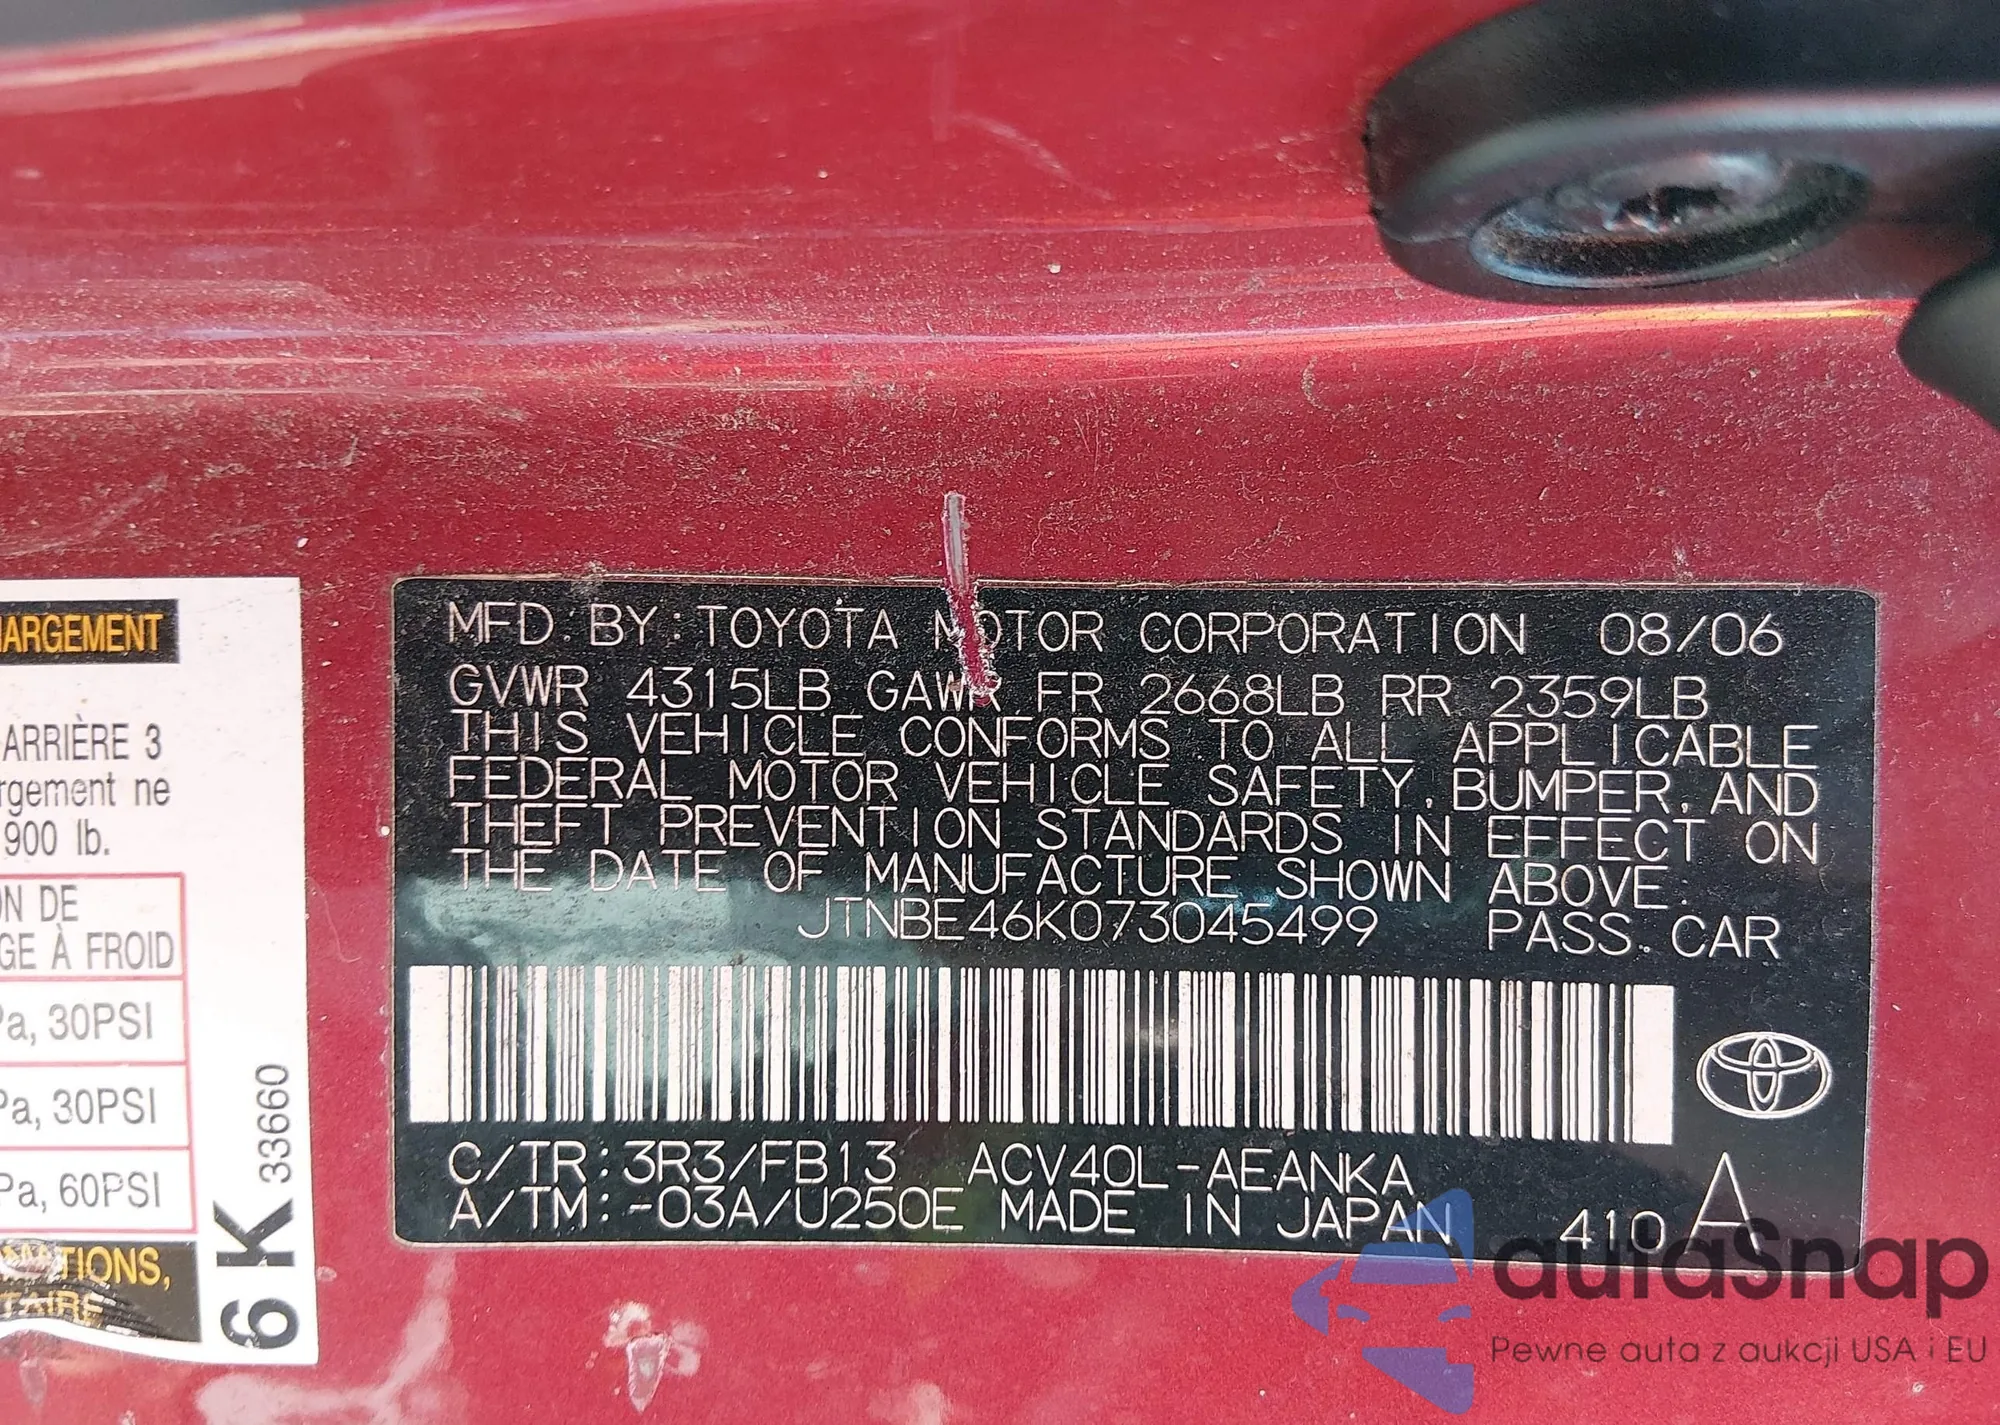 ARGEMENT
ARRIÈRE 3
rgement ne
900 lb.
N DE
GE À FROID
Pa, 30PSI
Pa, 30PSI
Pa, 60PSI
TIONS,
TAIRE
6K 33660
MFD. BY: TOYOTA MOTOR CORPORATION 08/06
GVWR 4315LB GAWR FR 2668LB RR 2359LB
THIS VEHICLE CONFORMS TO ALL APPLICABLE
FEDERAL MOTOR VEHICLE SAFETY, BUMPER, AND
THEFT PREVENTION STANDARDS IN EFFECT ON
THE DATE OF MANUFACTURE SHOWN ABOVE.
JTNBE46K073045499 PASS. CAR
C/TR: 3R3/FB13 ACV40L-AEANKA
A/TM: -03A/U250E MADE IN JAPAN 410 A
autaSnap
Pewne auta z aukcji USA i EU